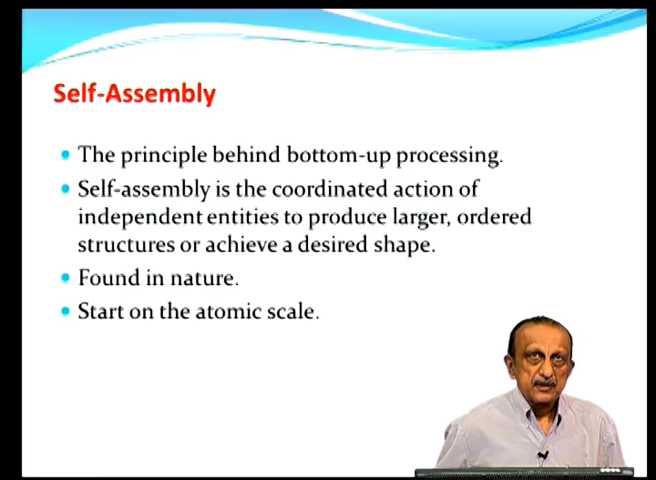 Self-Assembly
The principle behind bottom-up processing.
Self-assembly is the coordinated action of
independent entities to produce larger, ordered
structures or achieve a desired shape.
Found in nature.
Start on the atomic scale.